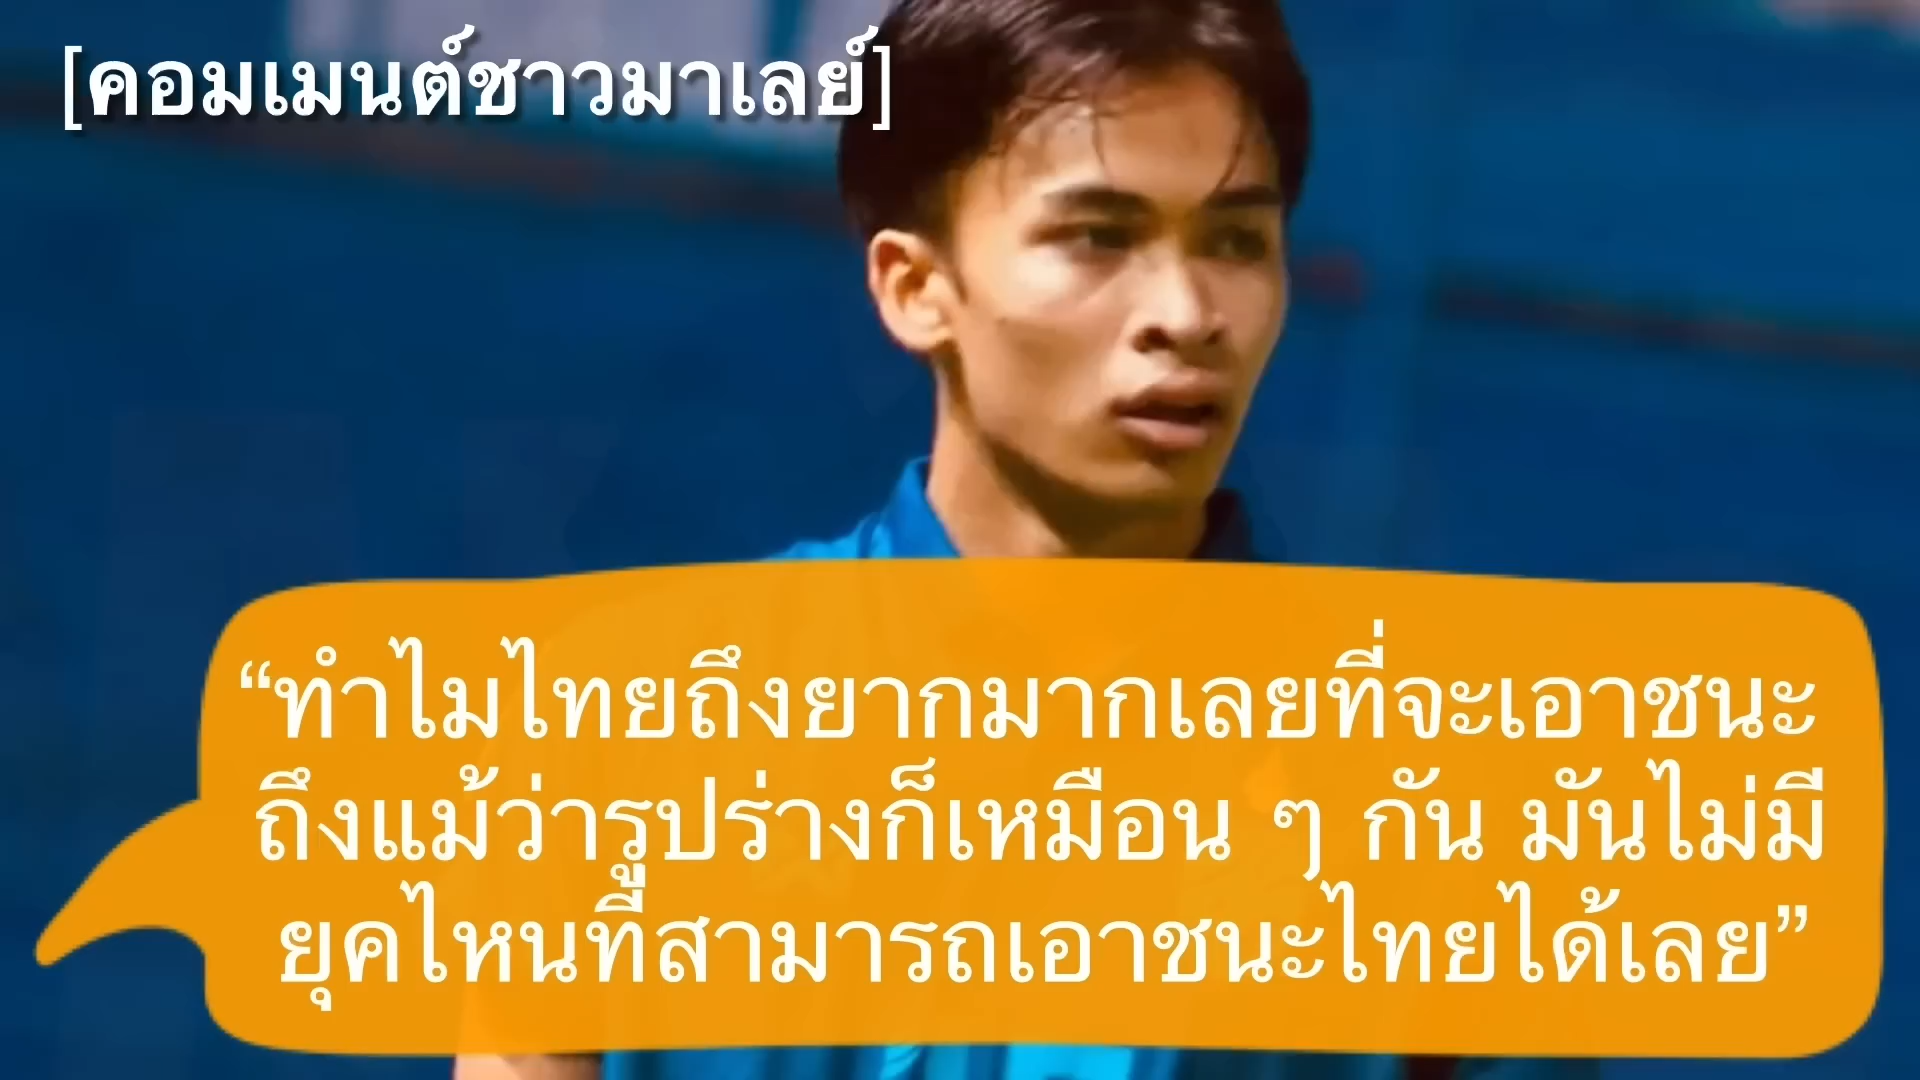 [คอมเมนต์ชาวมาเลย์]
“ทำไมไทยถึงยากมากเลยที่จะเอาชนะ
ถึงแม้ว่ารูปร่างก็เหมือน ๆ กัน มันไม่มี
ยุคไหนที่สามารถเอาชนะไทยได้เลย”